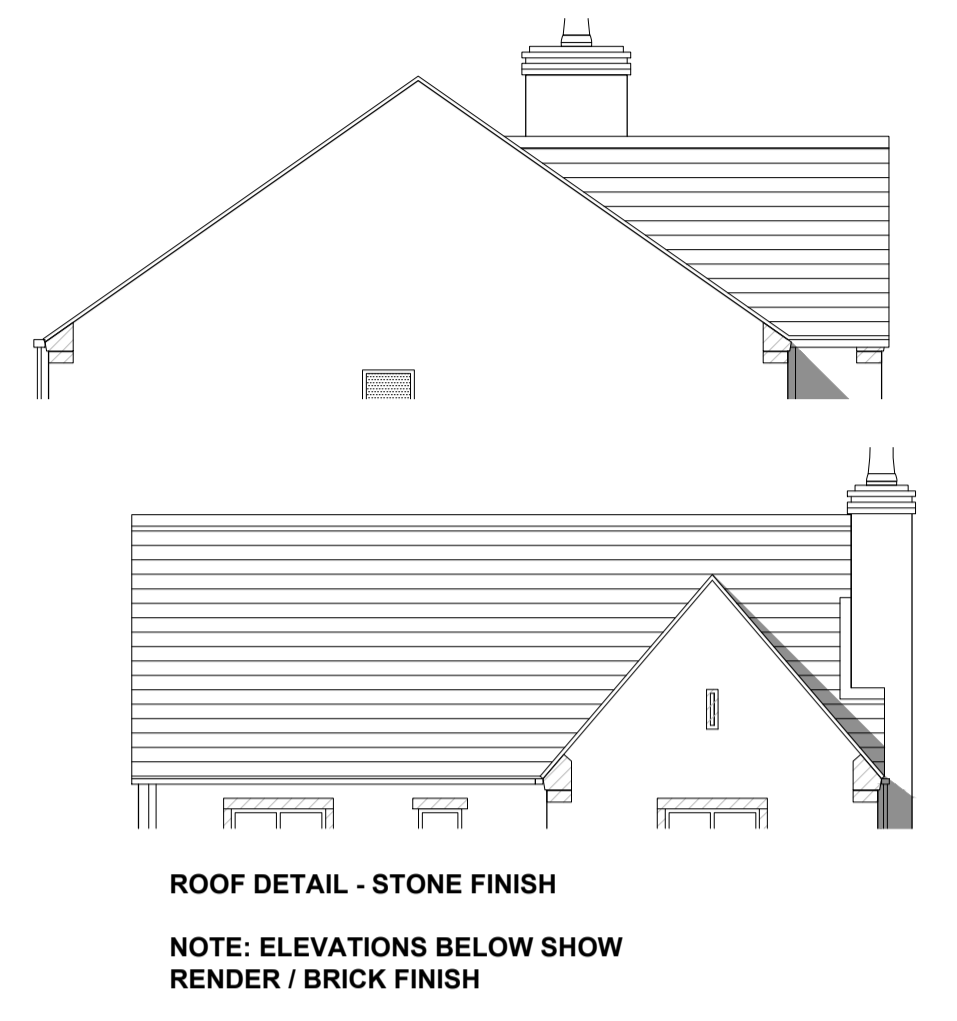 ROOF DETAIL - STONE FINISH
NOTE: ELEVATIONS BELOW SHOW
RENDER / BRICK FINISH